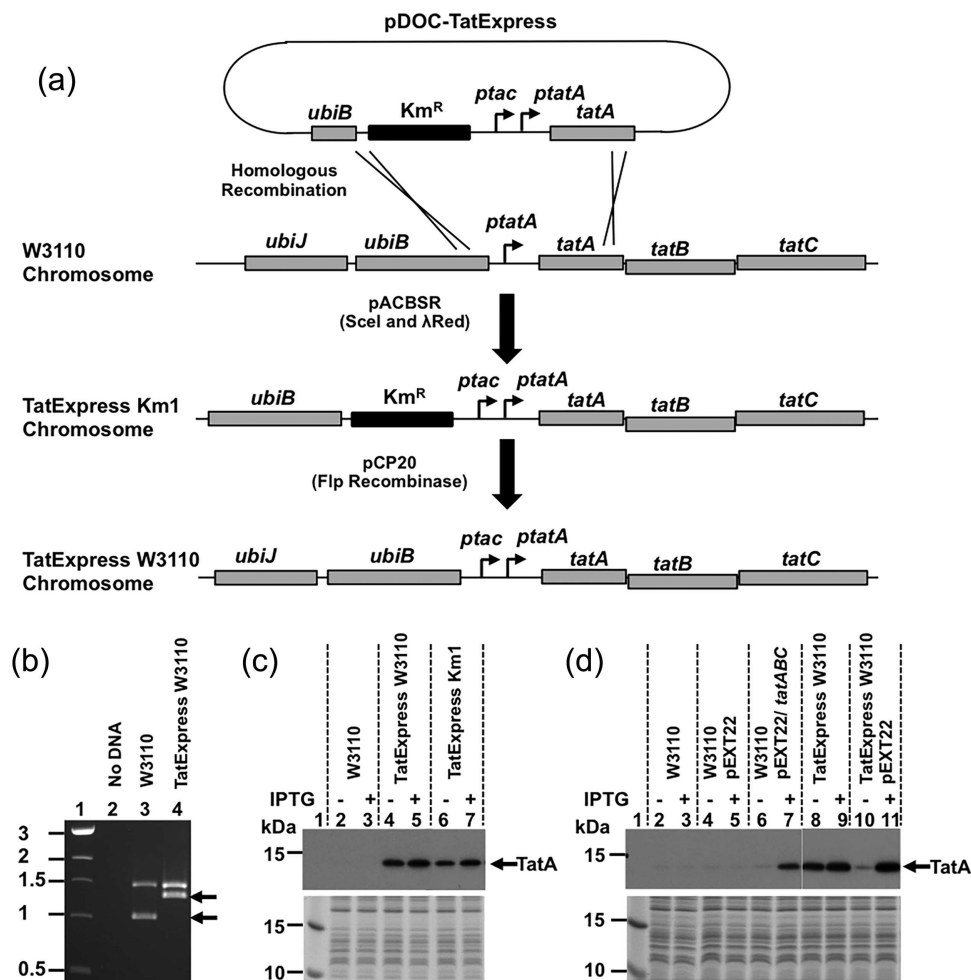 pDOC-TatExpress
(a)
ptac
ptatA
ubiB
KmR
tatA
Homologous
Recombination
ptatA
W3110
Chromosome
ubiJ
ubiB
tatA
tatB
tatC
pACBSR
(SceI and λRed)
ptac
ptatA
TatExpress Km1
Chromosome
ubiB
KmR
tatA
tatB
tatC
pCP20
(Flp Recombinase)
ptac
ptatA
TatExpress W3110
Chromosome
ubiJ
ubiB
tatA
tatB
tatC
(b)
No DNA
W3110
TatExpress W3110
1 2 3 4
3
2
1.5
1
0.5
(c)
W3110
TatExpress W3110
TatExpress Km1
IPTG - + - + - +
1 2 3 4 5 6 7
kDa
15
TatA
15
10
(d)
W3110
W3110
pEXT22
W3110
pEXT22/ tatABC
TatExpress W3110
TatExpress W3110
pEXT22
IPTG - + - + - + - + - +
1 2 3 4 5 6 7 8 9 10 11
kDa
15
TatA
15
10